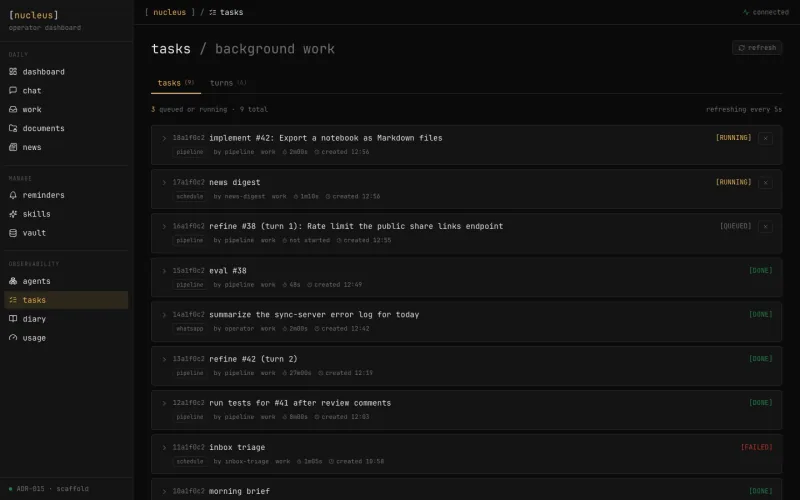 [nucleus]
operator dashboard
DAILY
dashboard
chat
work
documents
news
MANAGE
reminders
skills
vault
OBSERVABILITY
agents
tasks
diary
usage
ADR-015 · scaffold
[ nucleus ] / tasks
connected
tasks / background work
refresh
tasks (9)
turns (A)
3 queued or running · 9 total
refreshing every 5s
18a1f0c2 implement #42: Export a notebook as Markdown files [RUNNING]
pipeline by pipeline work 2m00s created 12:56
17a1f0c2 news digest [RUNNING]
schedule by news-digest work 1m10s created 12:56
16a1f0c2 refine #38 (turn 1): Rate limit the public share links endpoint [QUEUED]
pipeline by pipeline work not started created 12:55
15a1f0c2 eval #38 [DONE]
pipeline by pipeline work 48s created 12:49
14a1f0c2 summarize the sync-server error log for today [DONE]
whatsapp by operator work 2m00s created 12:42
13a1f0c2 refine #42 (turn 2) [DONE]
pipeline by pipeline work 27m00s created 12:19
12a1f0c2 run tests for #41 after review comments [DONE]
pipeline by pipeline work 8m00s created 12:03
11a1f0c2 inbox triage [FAILED]
schedule by inbox-triage work 1m05s created 10:58
10a1f0c2 morning brief [DONE]